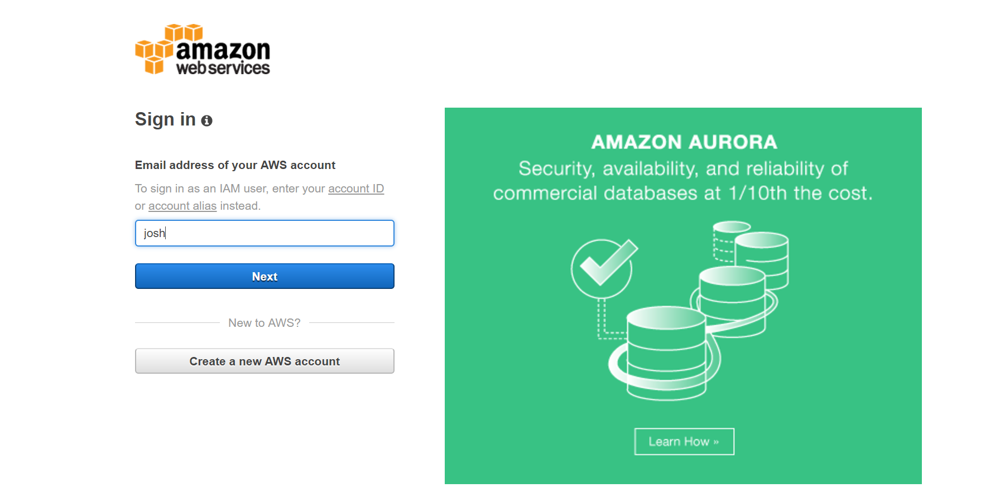 amazon
web services
Sign in
Email address of your AWS account
To sign in as an IAM user, enter your account ID
or account alias instead.
josh
Next
New to AWS?
Create a new AWS account
AMAZON AURORA
Security, availability, and reliability of
commercial databases at 1/10th the cost.
Learn How »